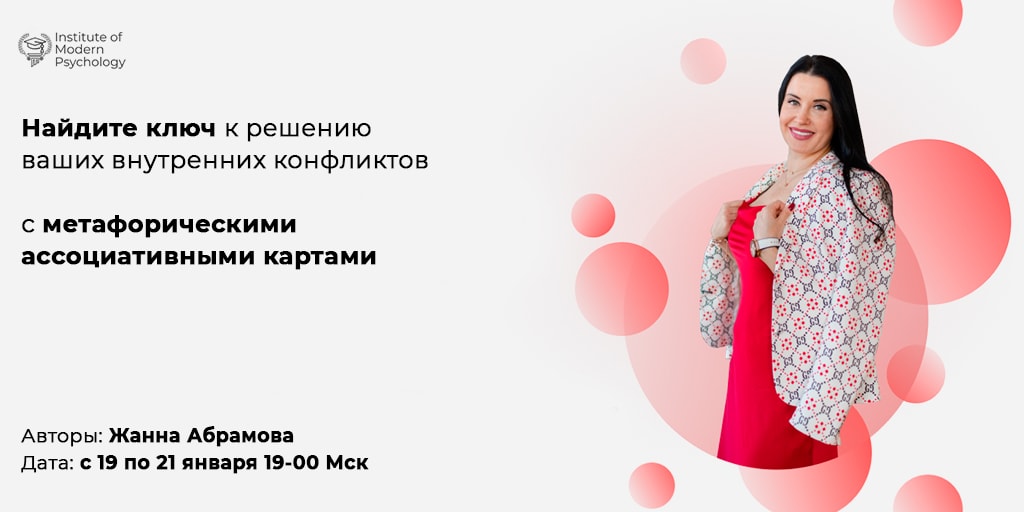 Institute of
Modern
Psychology
Найдите ключ к решению
ваших внутренних конфликтов
с метафорическими
ассоциативными картами
Авторы: Жанна Абрамова
Дата: с 19 по 21 января 19-00 Мск